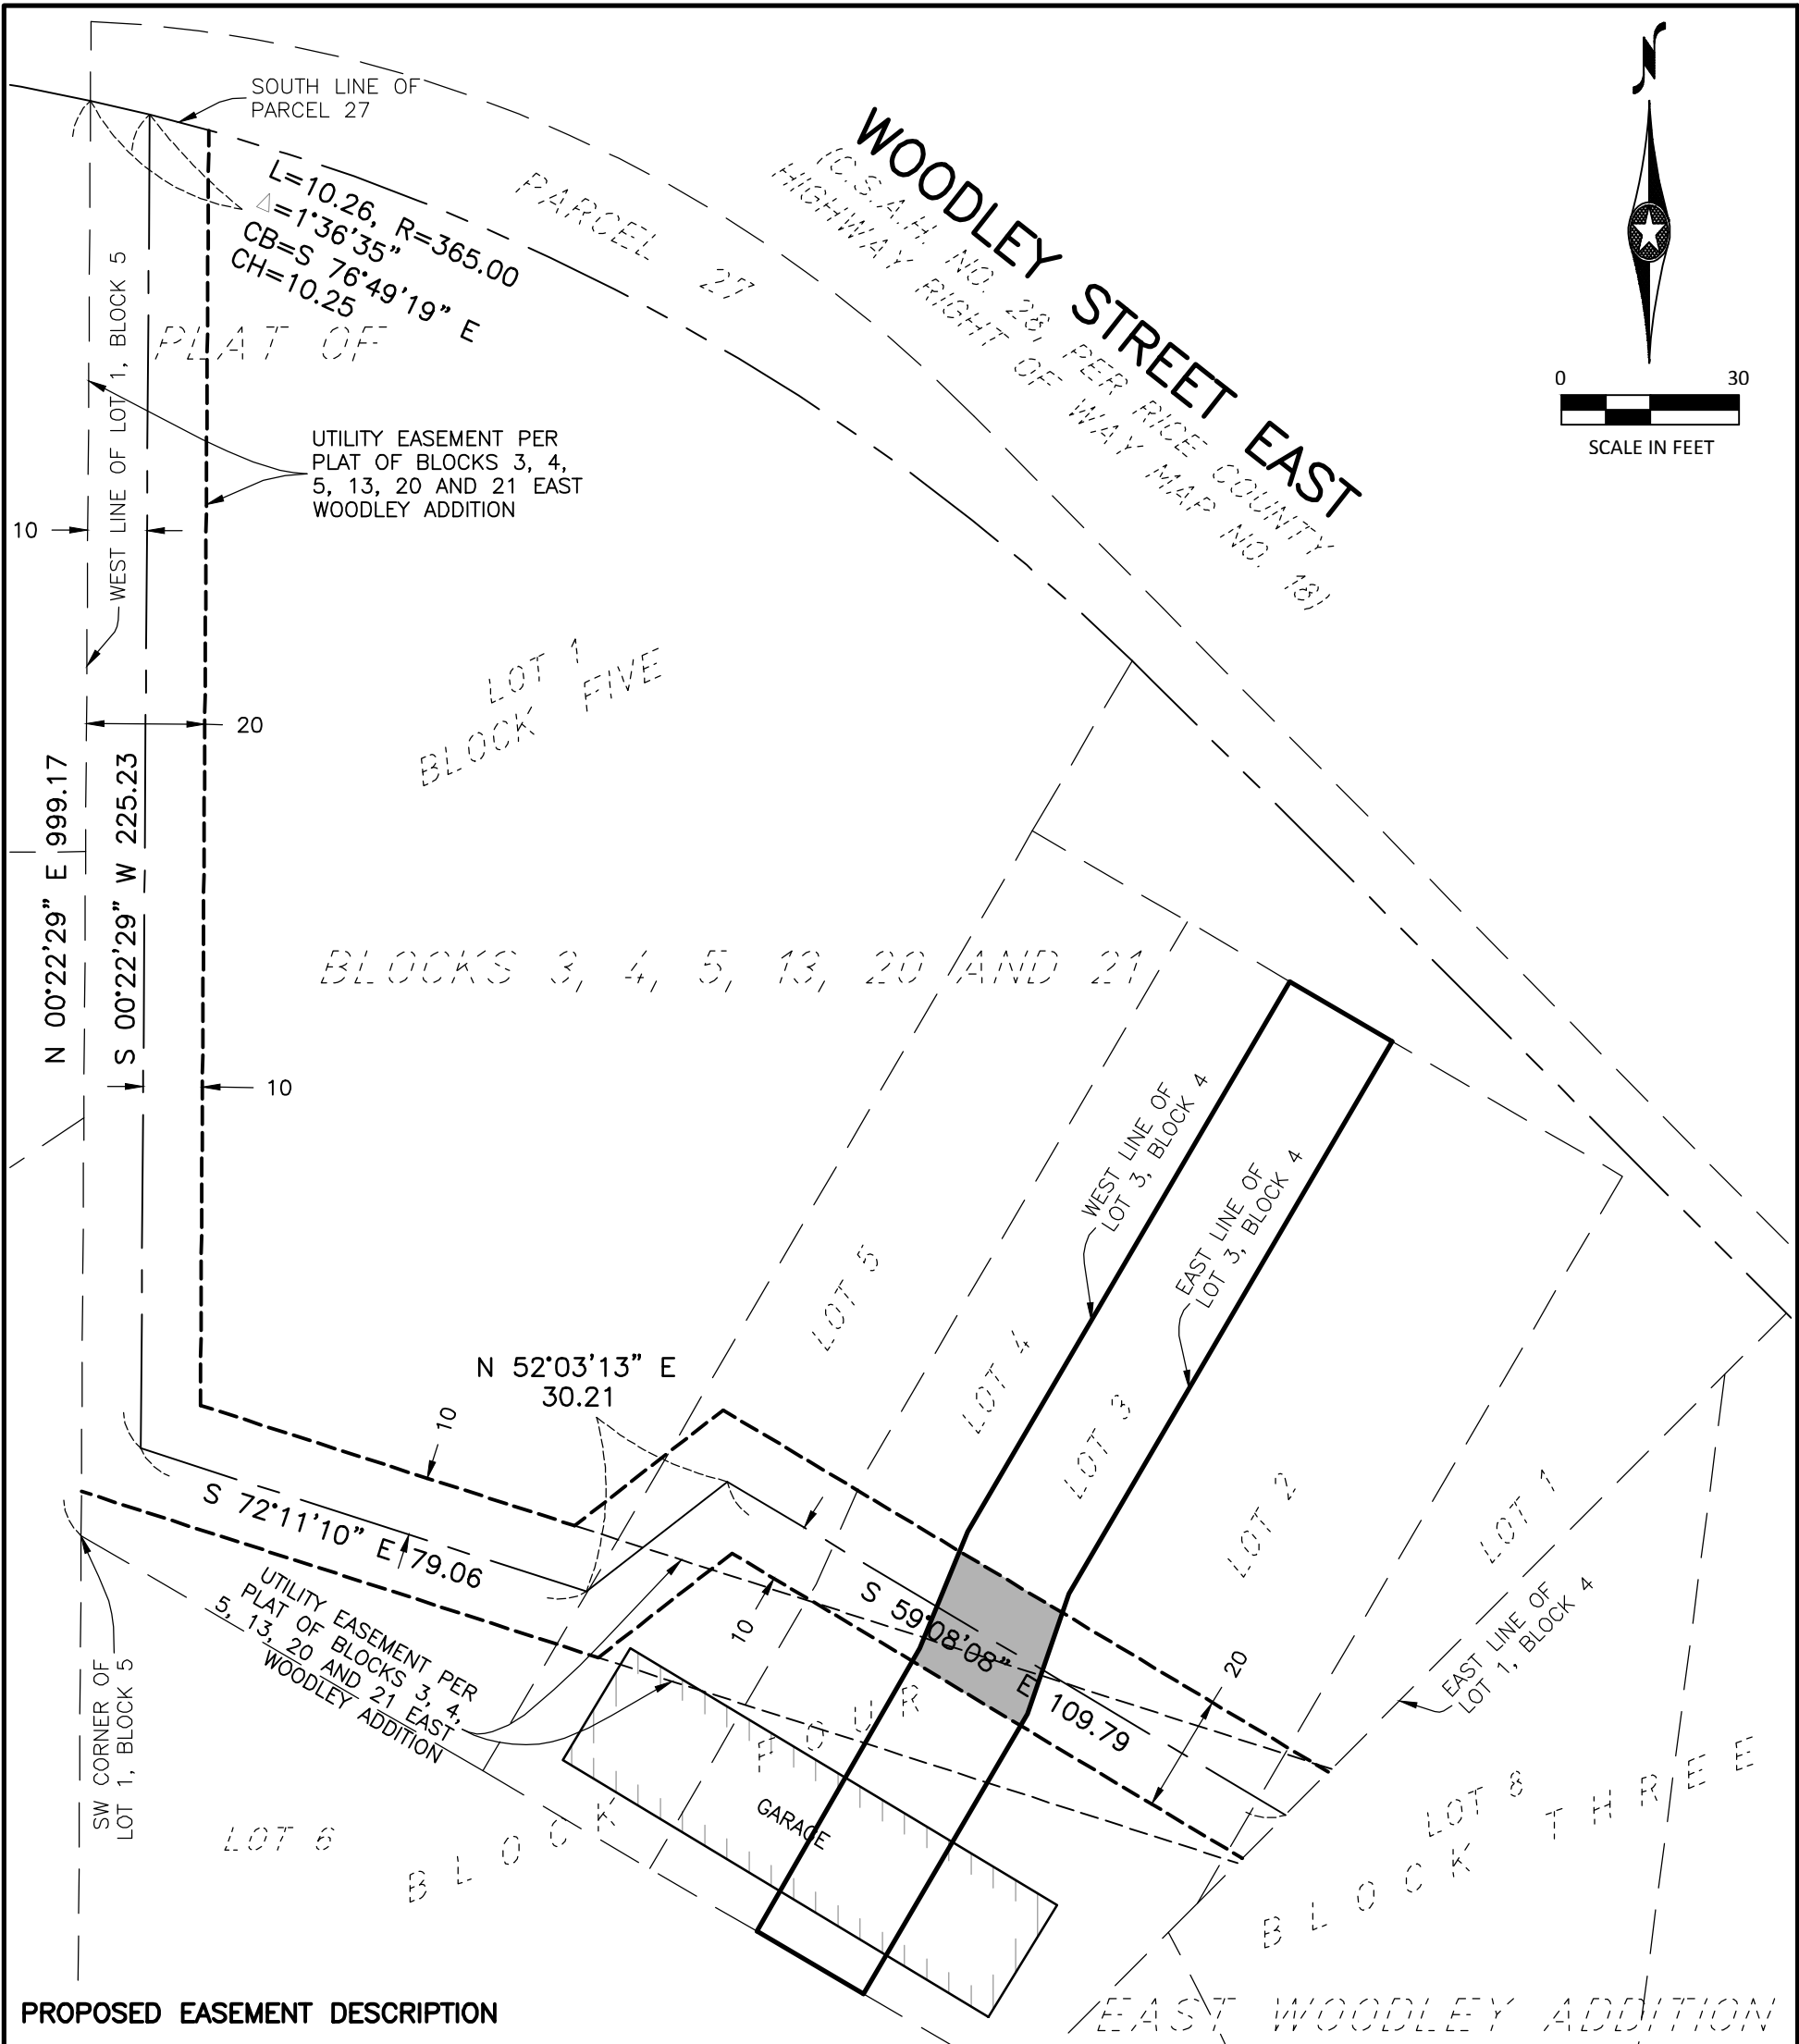 SOUTH LINE OF
PARCEL 27
N
0 30
SCALE IN FEET
WOODLEY STREET EAST
(C.S.A.H. NO. 28, PER RICE COUNTY
HIGHWAY RIGHT OF WAY MAP NO. 18)
PARCEL 27
L=10.26, R=365.00
△=1°36'35"
CB=S 76°49'19" E
CH=10.25
PLAT OF
WEST LINE OF LOT 1, BLOCK 5
UTILITY EASEMENT PER
PLAT OF BLOCKS 3, 4,
5, 13, 20 AND 21 EAST
WOODLEY ADDITION
10
LOT 1
BLOCK FIVE
20
N 00°22'29" E 999.17
S 00°22'29" W 225.23
BLOCKS 3, 4, 5, 13, 20 AND 21
10
WEST LINE OF
LOT 3, BLOCK 4
EAST LINE OF
LOT 3, BLOCK 4
LOT 5
LOT 4
LOT 3
LOT 2
LOT 1
N 52°03'13" E
30.21
10
S 72°11'10" E 79.06
UTILITY EASEMENT PER
PLAT OF BLOCKS 3, 4,
5, 13, 20 AND 21 EAST
WOODLEY ADDITION
10
S 59°08'08" E 109.79
20
EAST LINE OF
LOT 1, BLOCK 4
SW CORNER OF
LOT 1, BLOCK 5
GARAGE
LOT 6
BLOCK FOUR
LOT 8
BLOCK THREE
PROPOSED EASEMENT DESCRIPTION
EAST WOODLEY ADDITION